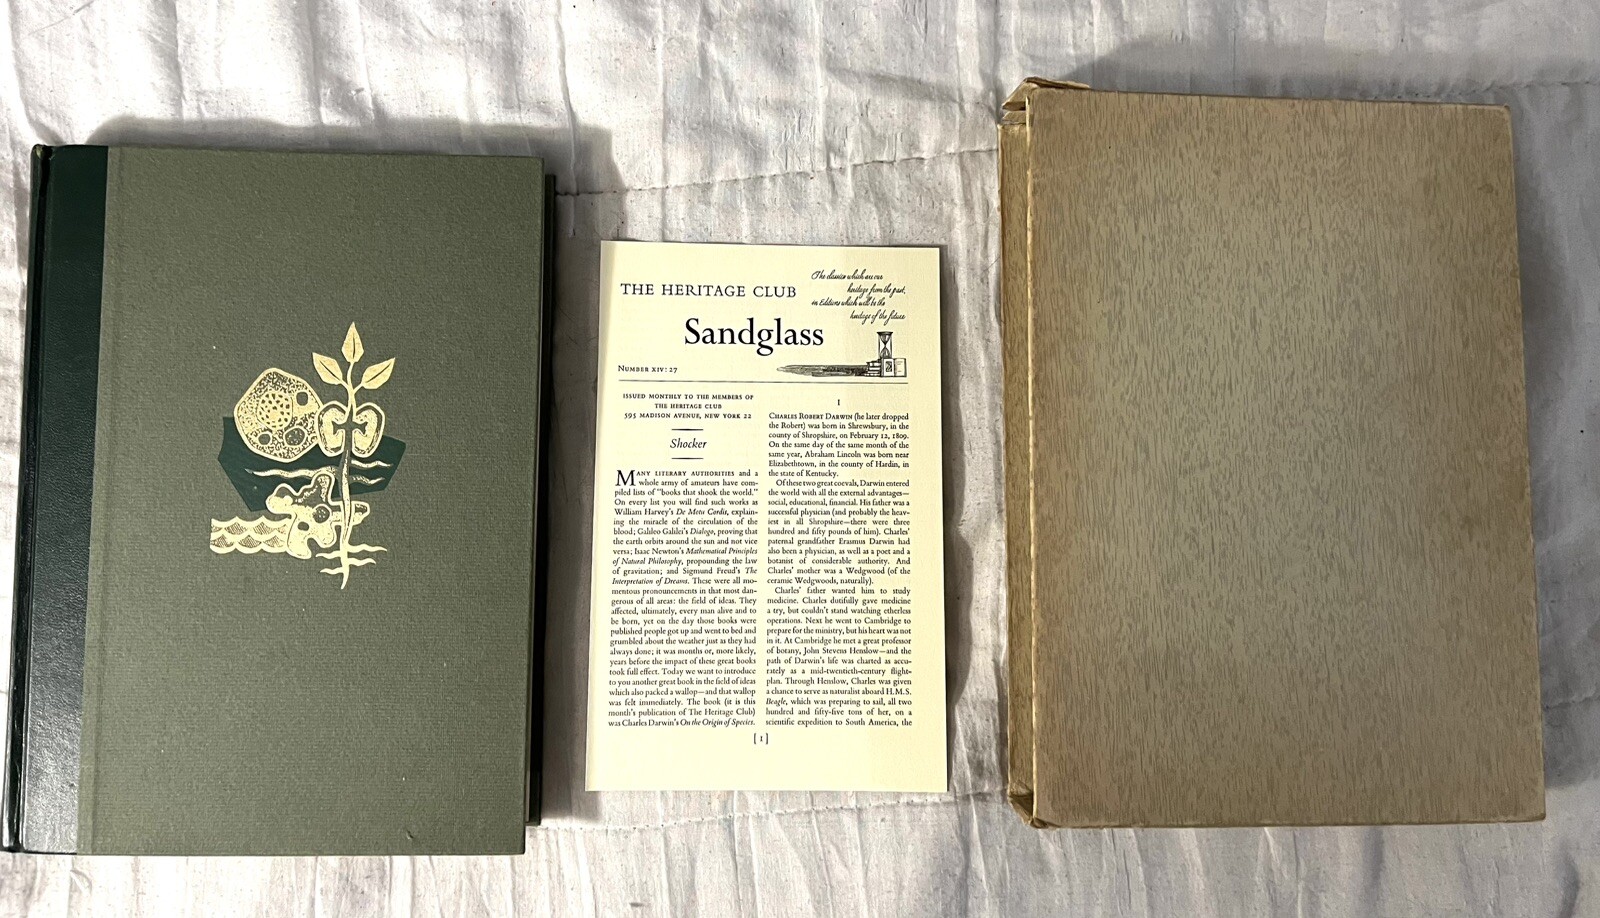 THE HERITAGE CLUB
The classics which are our
heritage from the past,
in Editions which will be the
heritage of the future
Sandglass
NUMBER XIV: 27
ISSUED MONTHLY TO THE MEMBERS OF
THE HERITAGE CLUB
595 MADISON AVENUE, NEW YORK 22
Shocker
MANY LITERARY AUTHORITIES and a
whole army of amateurs have com-
piled lists of "books that shook the world."
On every list you will find such works as
William Harvey's De Motu Cordis, explain-
ing the miracle of the circulation of the
blood; Galileo Galilei's Dialogo, proving that
the earth orbits around the sun and not vice
versa; Isaac Newton's Mathematical Principles
of Natural Philosophy, propounding the law
of gravitation; and Sigmund Freud's The
Interpretation of Dreams. These were all mo-
mentous pronouncements in that most dan-
gerous of all areas: the field of ideas. They
affected, ultimately, every man alive and to
be born, yet on the day those books were
published people got up and went to bed and
grumbled about the weather just as they had
always done; it was months or, more likely,
years before the impact of these great books
took full effect. Today we want to introduce
to you another great book in the field of ideas
which also packed a wallop—and that wallop
was felt immediately. The book (it is this
month's publication of The Heritage Club)
was Charles Darwin's On the Origin of Species.
I
CHARLES ROBERT DARWIN (he later dropped
the Robert) was born in Shrewsbury, in the
county of Shropshire, on February 12, 1809.
On the same day of the same month of the
same year, Abraham Lincoln was born near
Elizabethtown, in the county of Hardin, in
the state of Kentucky.
Of these two great coevals, Darwin entered
the world with all the external advantages—
social, educational, financial. His father was a
successful physician (and probably the heav-
iest in all Shropshire—there were three
hundred and fifty pounds of him). Charles'
paternal grandfather Erasmus Darwin had
also been a physician, as well as a poet and a
botanist of considerable authority. And
Charles' mother was a Wedgwood (of the
ceramic Wedgwoods, naturally).
Charles' father wanted him to study
medicine. Charles dutifully gave medicine
a try, but couldn't stand watching etherless
operations. Next he went to Cambridge to
prepare for the ministry, but his heart was not
in it. At Cambridge he met a great professor
of botany, John Stevens Henslow—and the
path of Darwin's life was charted as accu-
rately as a mid-twentieth-century flight-
plan. Through Henslow, Charles was given
a chance to serve as naturalist aboard H.M.S.
Beagle, which was preparing to sail, all two
hundred and fifty-five tons of her, on a
scientific expedition to South America, the
[ 1 ]